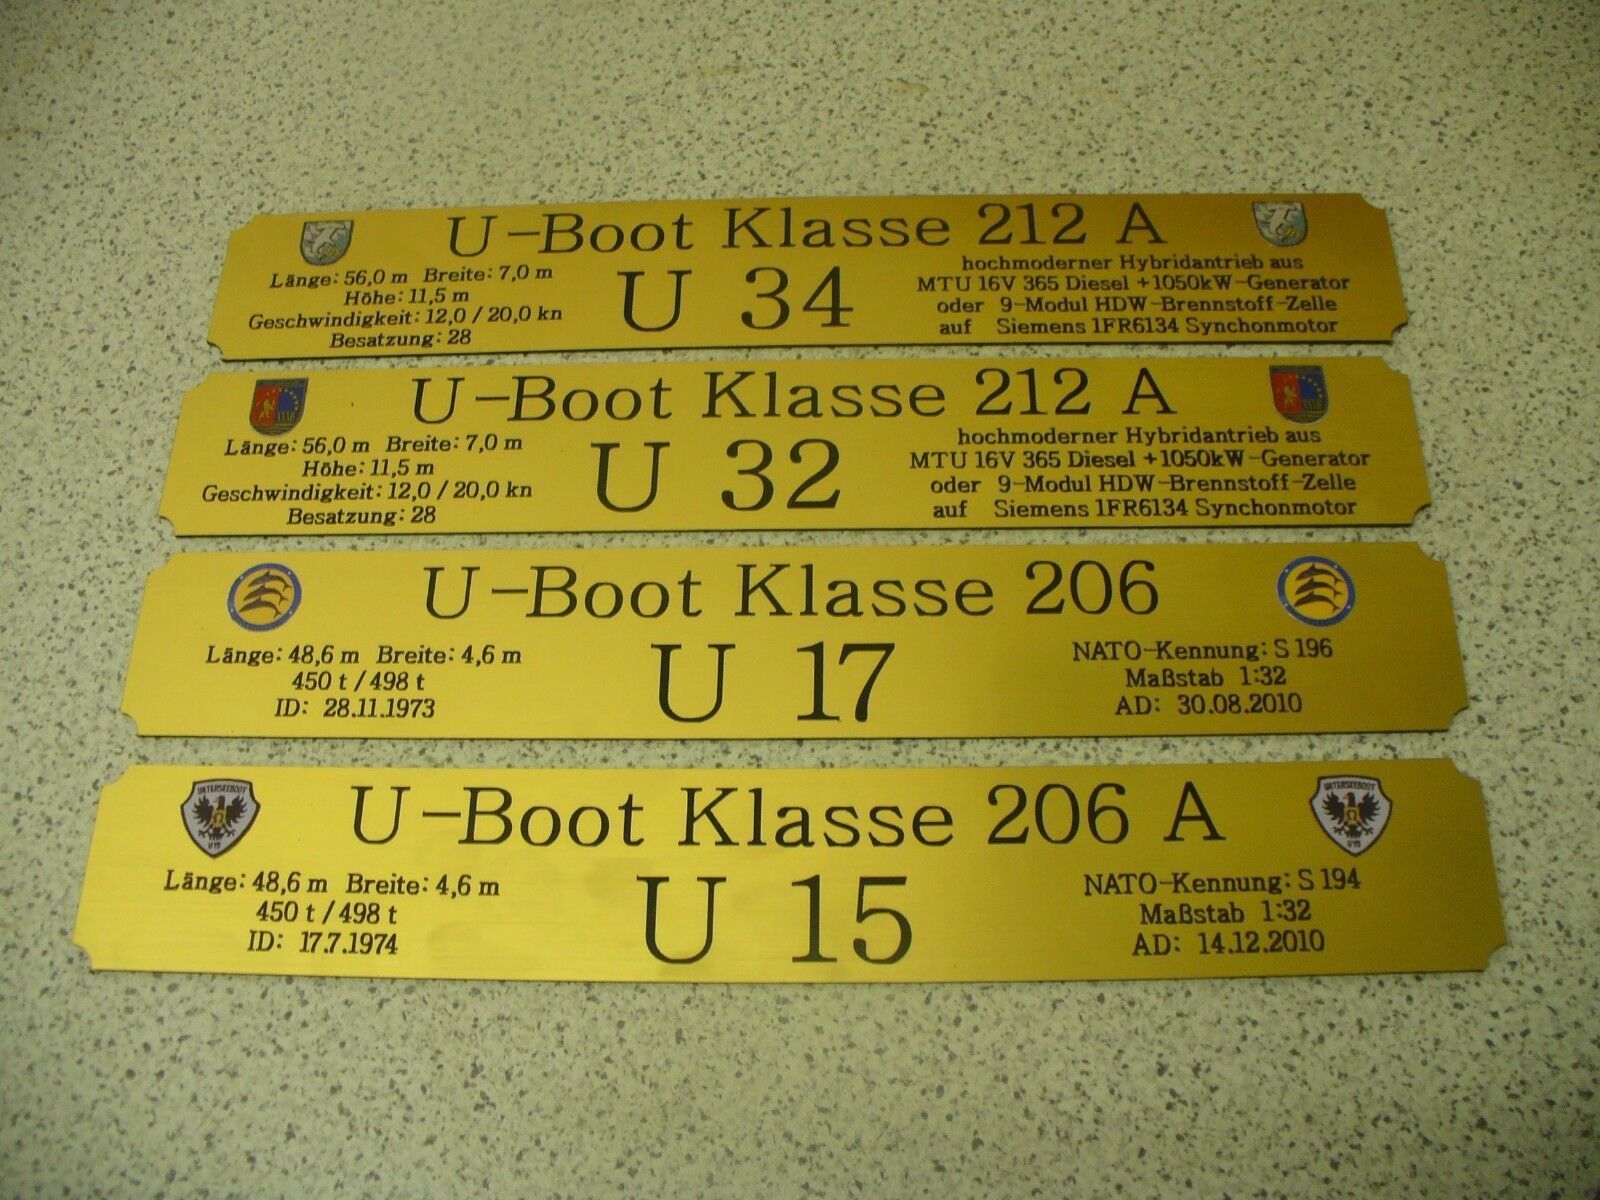 U-Boot Klasse 212 A
Länge: 56,0 m Breite: 7,0 m
Höhe: 11,5 m
Geschwindigkeit: 12,0 / 20,0 kn
Besatzung: 28
U 34
hochmoderner Hybridantrieb aus
MTU 16V 365 Diesel +1050kW-Generator
oder 9-Modul HDW-Brennstoff-Zelle
auf Siemens 1FR6134 Synchonmotor
U-Boot Klasse 212 A
Länge: 56,0 m Breite: 7,0 m
Höhe: 11,5 m
Geschwindigkeit: 12,0 / 20,0 kn
Besatzung: 28
U 32
hochmoderner Hybridantrieb aus
MTU 16V 365 Diesel +1050kW-Generator
oder 9-Modul HDW-Brennstoff-Zelle
auf Siemens 1FR6134 Synchonmotor
U-Boot Klasse 206
Länge: 48,6 m Breite: 4,6 m
450 t / 498 t
ID: 28.11.1973
U 17
NATO-Kennung: S 196
Maßstab 1:32
AD: 30.08.2010
UNTERSEEBOOT
U15
U-Boot Klasse 206 A
UNTERSEEBOOT
U15
Länge: 48,6 m Breite: 4,6 m
450 t / 498 t
ID: 17.7.1974
U 15
NATO-Kennung: S 194
Maßstab 1:32
AD: 14.12.2010